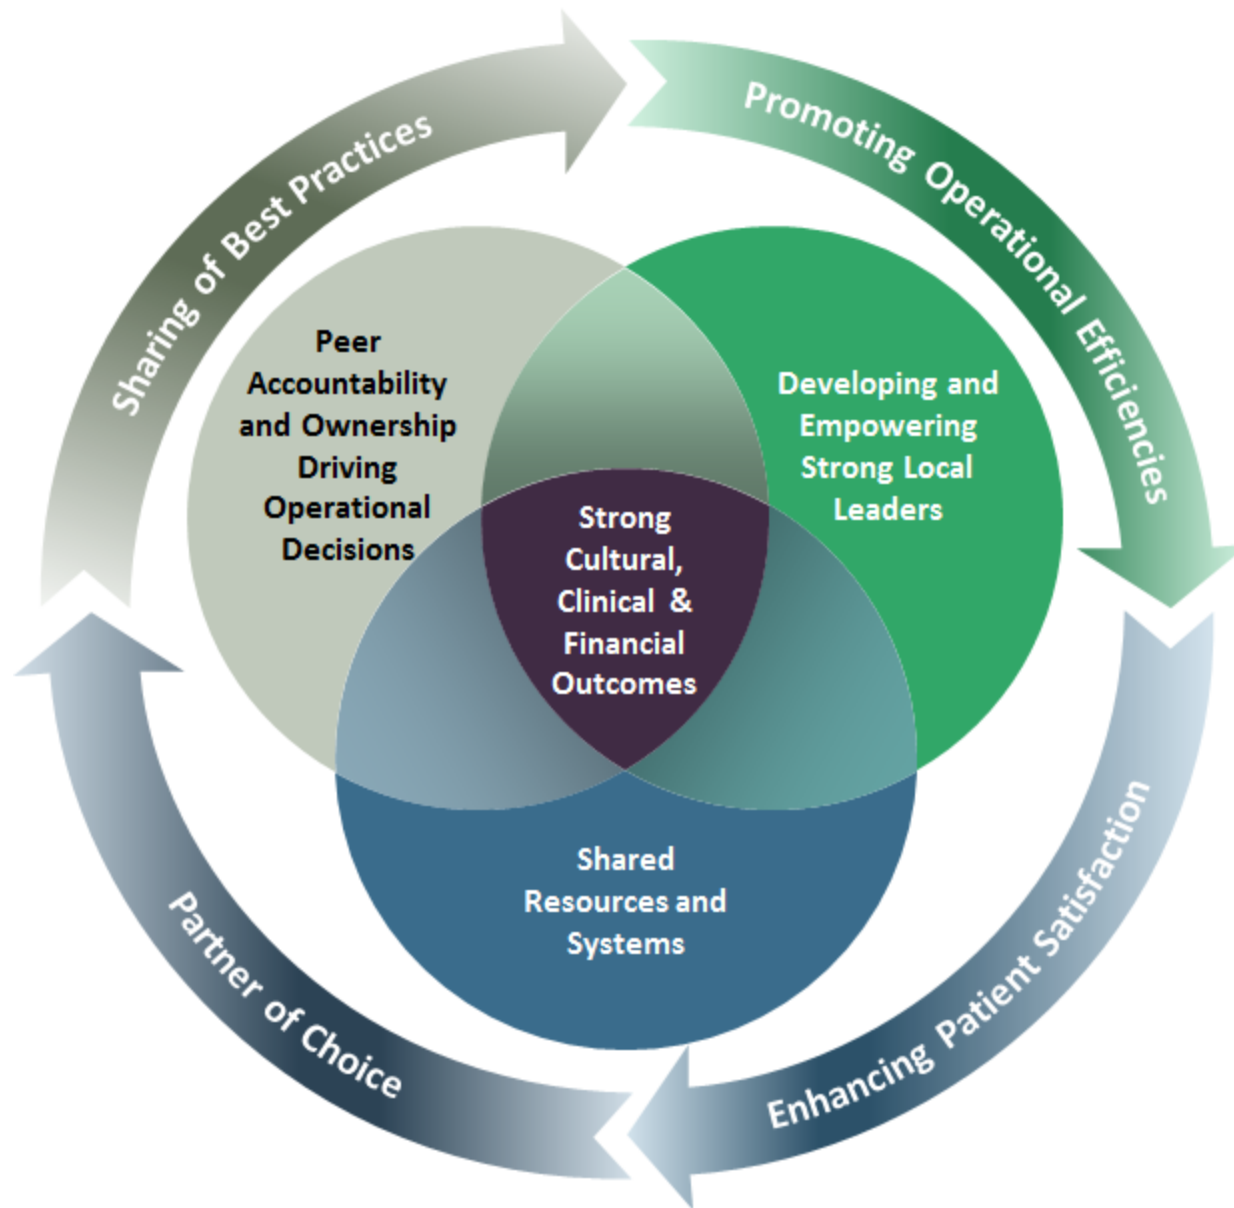 Sharing of Best Practices
Promoting Operational Efficiencies
Peer
Accountability
and Ownership
Driving
Operational
Decisions
Developing and
Empowering
Strong Local
Leaders
Strong
Cultural,
Clinical &
Financial
Outcomes
Shared
Resources and
Systems
Partner of Choice
Enhancing Patient Satisfaction